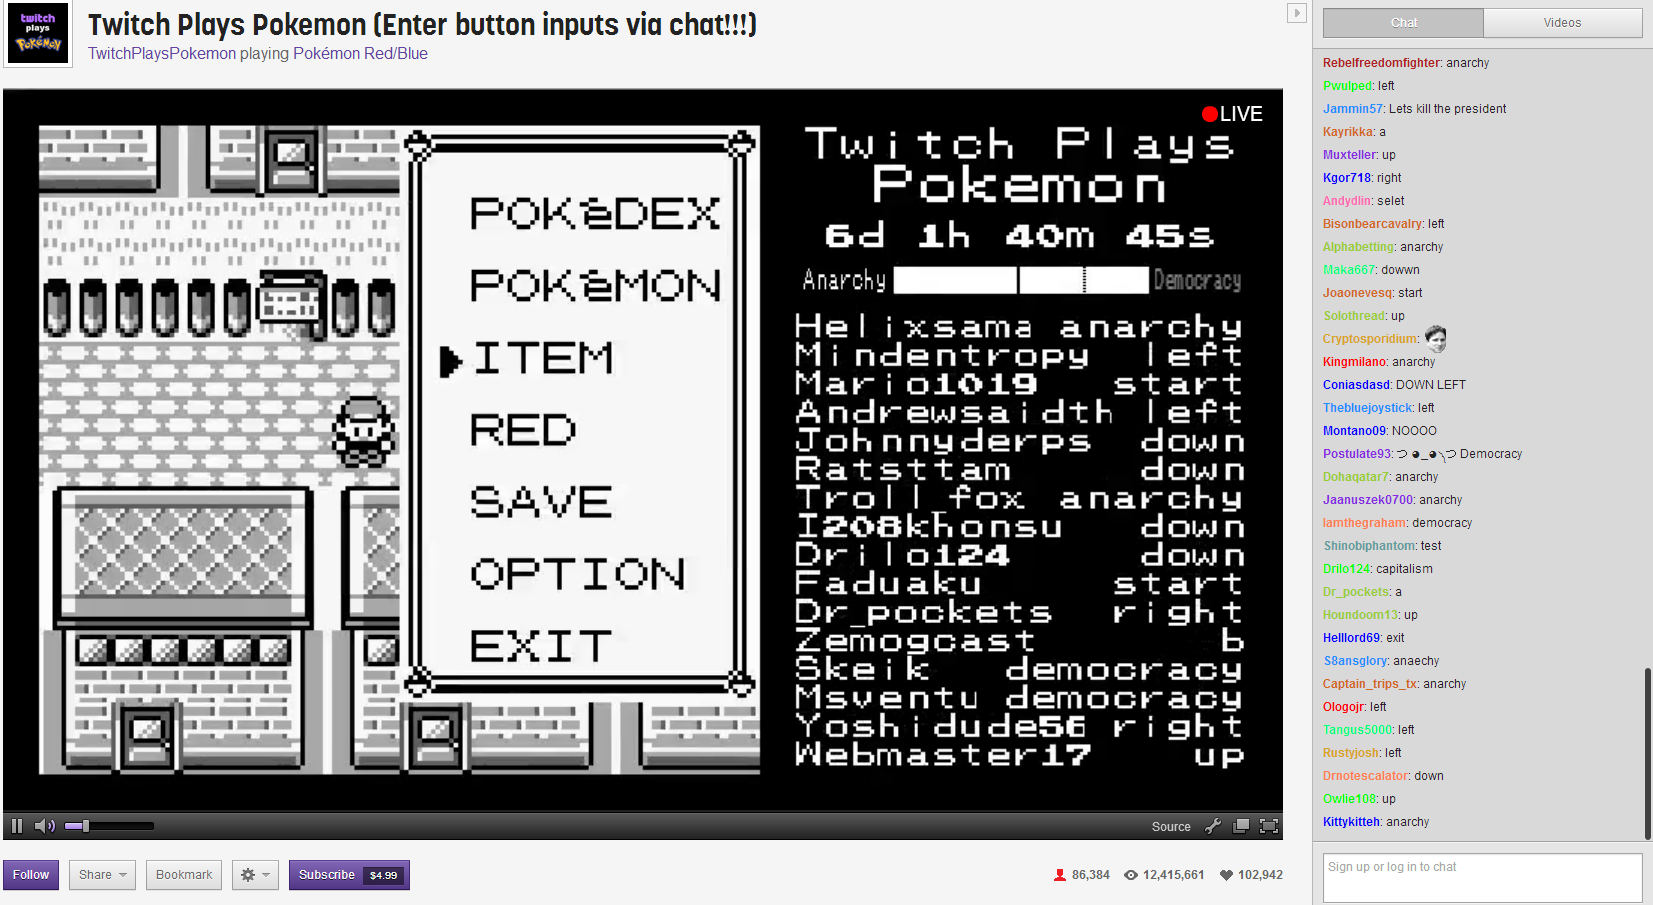 twitch
plays
Pokémon
Twitch Plays Pokemon (Enter button inputs via chat!!!)
TwitchPlaysPokemon playing Pokémon Red/Blue
LIVE
POKéDEX
POKéMON
ITEM
RED
SAVE
OPTION
EXIT
Twitch Plays
Pokemon
6d 1h 40m 45s
Anarchy Democracy
Helixsama anarchy
Mindentropy left
Mario1019 start
Andrewsaidth left
Johnnyderps down
Ratsttam down
Troll_fox anarchy
I208khonsu down
Drilo124 down
Faduaku start
Dr_pockets right
Zemogcast b
Skeik democracy
Msventu democracy
Yoshidude56 right
Webmaster17 up
Source
Follow Share Bookmark Subscribe $4.99 86,384 12,415,661 102,942
Chat Videos
Rebelfreedomfighter: anarchy
Pwulped: left
Jammin57: Lets kill the president
Kayrikka: a
Muxteller: up
Kgor718: right
Andydlin: selet
Bisonbearcavalry: left
Alphabetting: anarchy
Maka667: dowwn
Joaonevesq: start
Solothread: up
Cryptosporidium:
Kingmilano: anarchy
Coniasdasd: DOWN LEFT
Thebluejoystick: left
Montano09: NOOOO
Postulate93: つ ◕_◕ ╮つ Democracy
Dohaqatar7: anarchy
Jaanuszek0700: anarchy
Iamthegraham: democracy
Shinobiphantom: test
Drilo124: capitalism
Dr_pockets: a
Houndoom13: up
Helllord69: exit
S8ansglory: anaechy
Captain_trips_tx: anarchy
Ologojr: left
Tangus5000: left
Rustyjosh: left
Drnotescalator: down
Owlie108: up
Kittykitteh: anarchy
Sign up or log in to chat